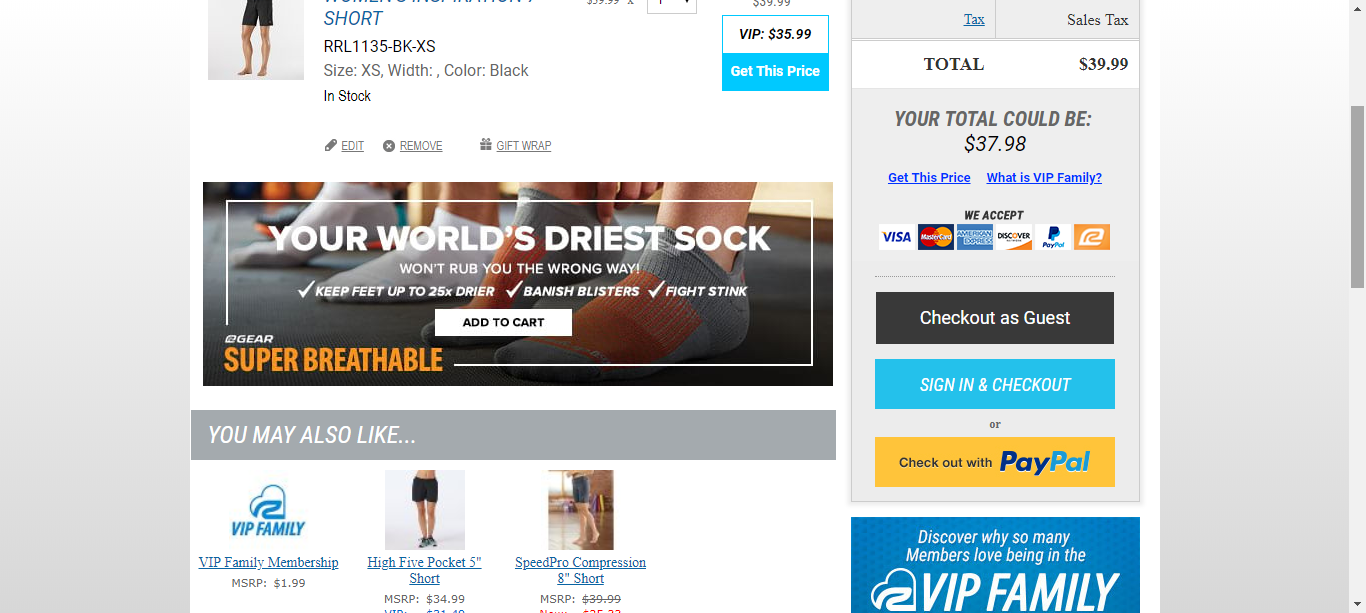 WOMEN'S INSPIRATION 7"
SHORT
$39.99 x
1
$39.99
RRL1135-BK-XS
Size: XS, Width: , Color: Black
In Stock
VIP: $35.99
Get This Price
EDIT
REMOVE
GIFT WRAP
YOUR WORLD'S DRIEST SOCK
WON'T RUB YOU THE WRONG WAY!
KEEP FEET UP TO 25x DRIER BANISH BLISTERS FIGHT STINK
ADD TO CART
GEAR
SUPER BREATHABLE
YOU MAY ALSO LIKE...
VIP FAMILY
VIP Family Membership
MSRP: $1.99
High Five Pocket 5"
Short
MSRP: $34.99
VIP: $31.49
SpeedPro Compression
8" Short
MSRP: $39.99
Tax
Sales Tax
TOTAL
$39.99
YOUR TOTAL COULD BE:
$37.98
Get This Price
What is VIP Family?
WE ACCEPT
VISA
MasterCard
AMERICAN EXPRESS
DISCOVER
PayPal
Checkout as Guest
SIGN IN & CHECKOUT
or
Check out with PayPal
Discover why so many
Members love being in the
VIP FAMILY